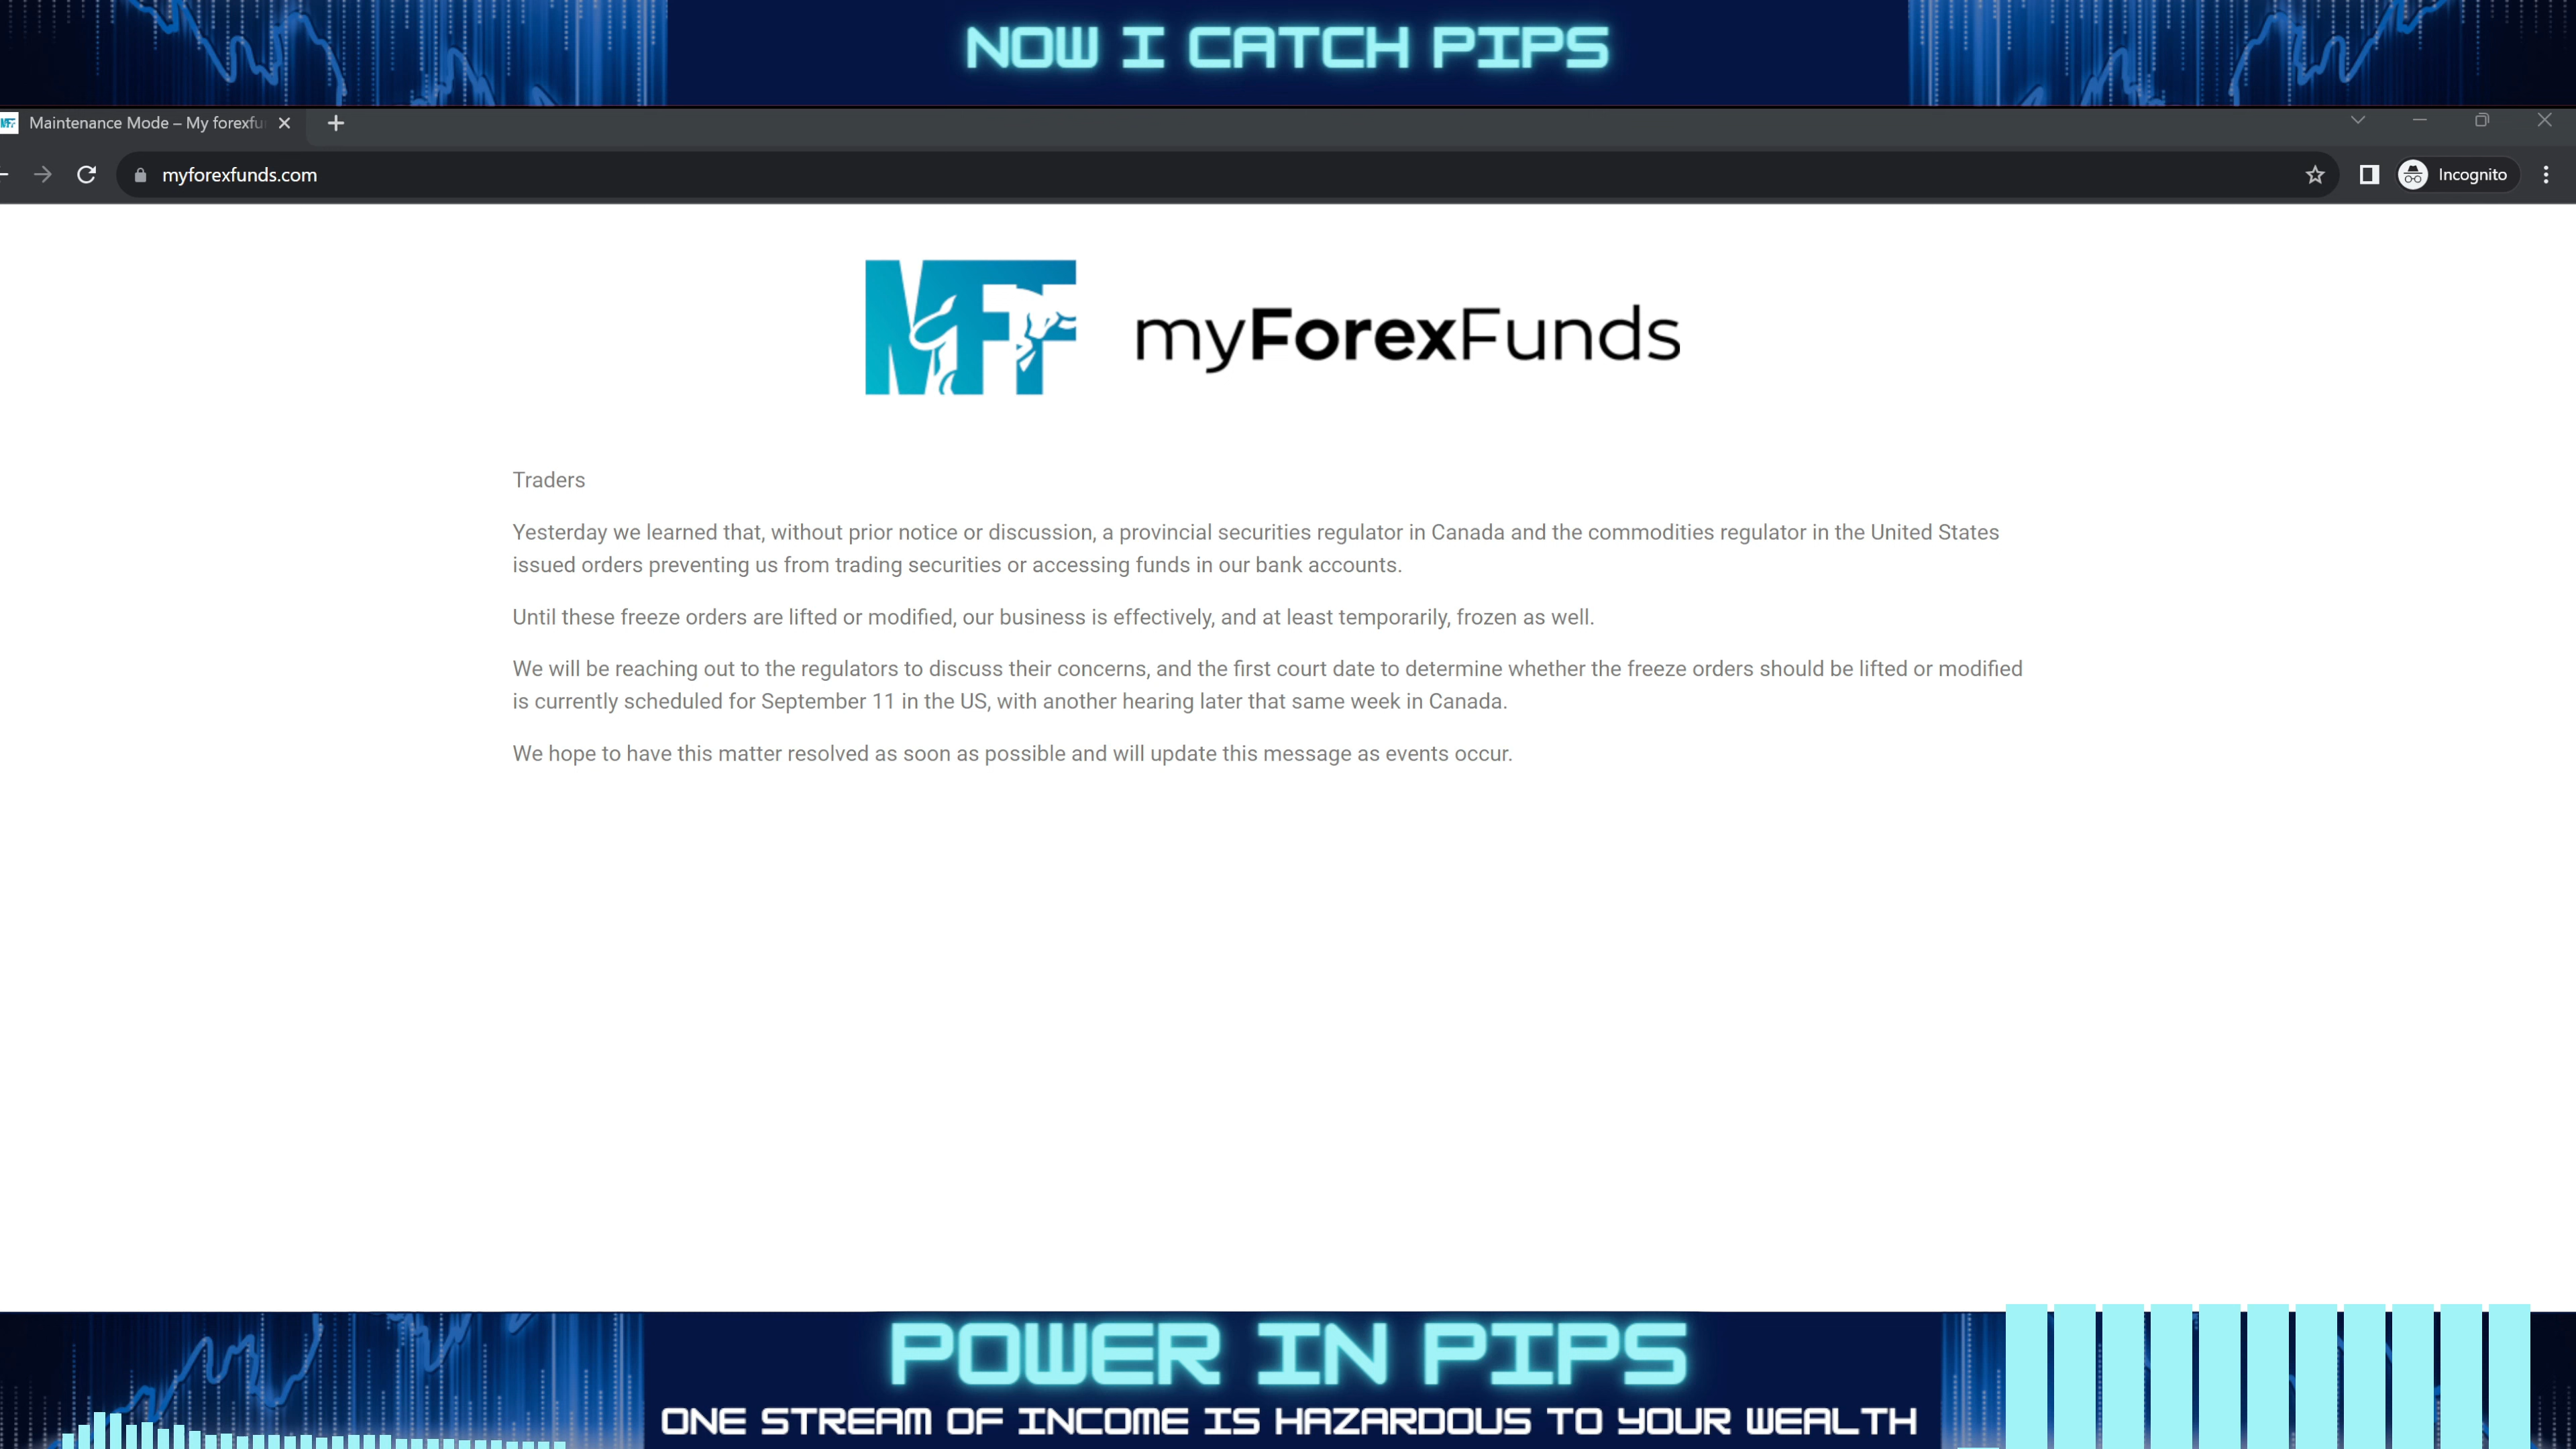 NOW I CATCH PIPS
Maintenance Mode – My forexfu
myforexfunds.com
Incognito
MFF
myForexFunds
Traders
Yesterday we learned that, without prior notice or discussion, a provincial securities regulator in Canada and the commodities regulator in the United States
issued orders preventing us from trading securities or accessing funds in our bank accounts.
Until these freeze orders are lifted or modified, our business is effectively, and at least temporarily, frozen as well.
We will be reaching out to the regulators to discuss their concerns, and the first court date to determine whether the freeze orders should be lifted or modified
is currently scheduled for September 11 in the US, with another hearing later that same week in Canada.
We hope to have this matter resolved as soon as possible and will update this message as events occur.
POWER IN PIPS
ONE STREAM OF INCOME IS HAZARDOUS TO YOUR WEALTH